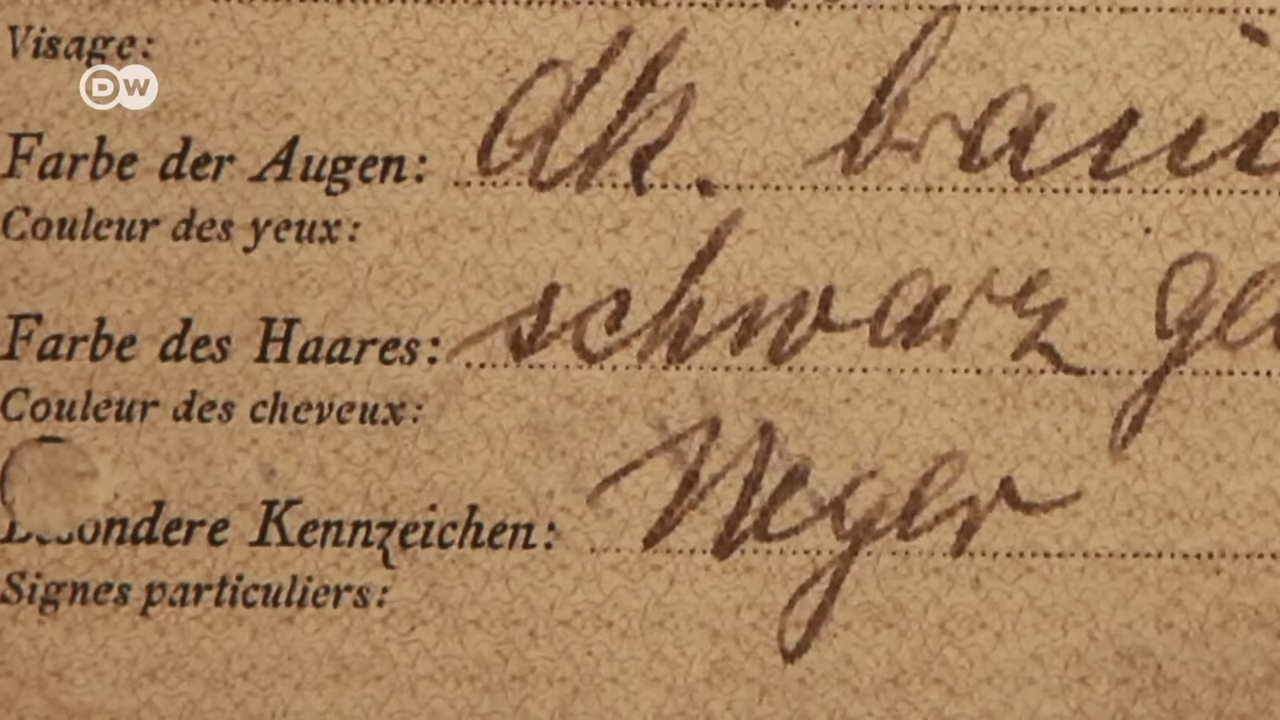 Visage:
DW
Farbe der Augen: dk. brau
Couleur des yeux:
Farbe des Haares: schwarz
Couleur des cheveux:
Kennzeichen: Neger
Signes particuliers: